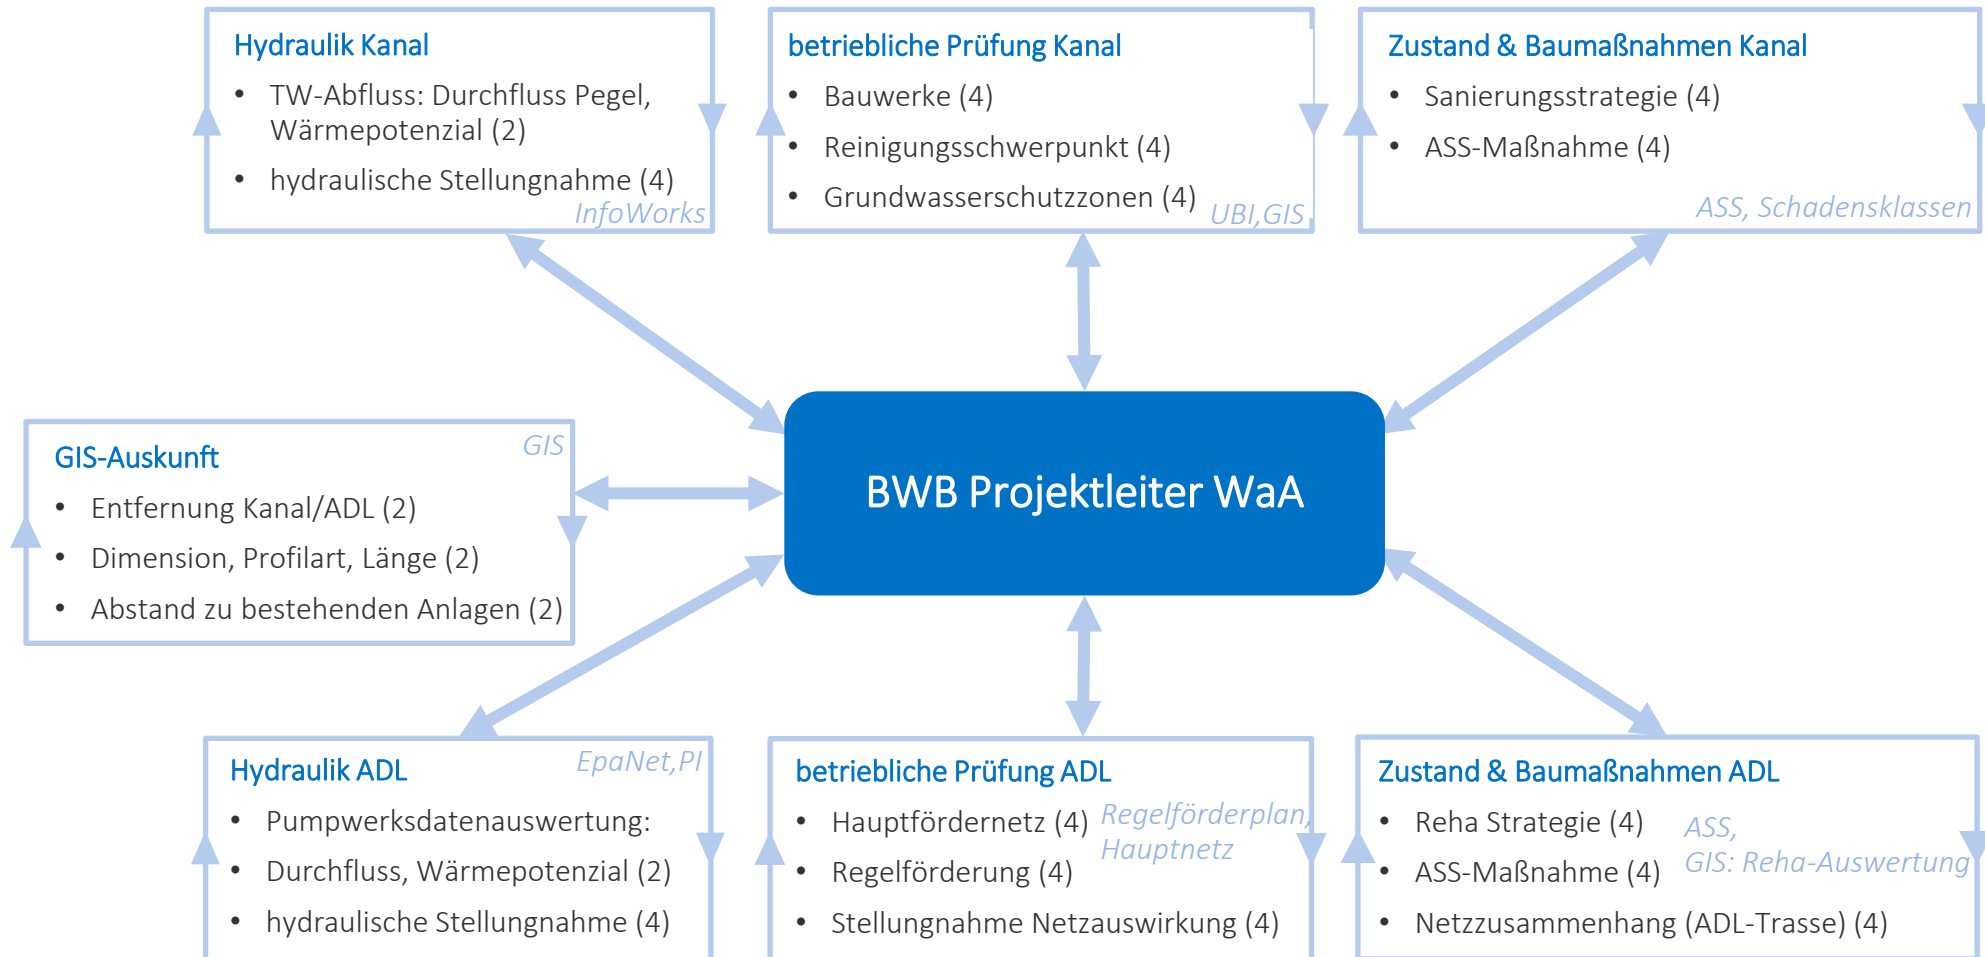 Hydraulik Kanal
• TW-Abfluss: Durchfluss Pegel,
Wärmepotenzial (2)
• hydraulische Stellungnahme (4)
InfoWorks
betriebliche Prüfung Kanal
• Bauwerke (4)
• Reinigungsschwerpunkt (4)
• Grundwasserschutzzonen (4)
UBI,GIS
Zustand & Baumaßnahmen Kanal
• Sanierungsstrategie (4)
• ASS-Maßnahme (4)
ASS, Schadensklassen
GIS
GIS-Auskunft
• Entfernung Kanal/ADL (2)
• Dimension, Profilart, Länge (2)
• Abstand zu bestehenden Anlagen (2)
BWB Projektleiter WaA
Hydraulik ADL
EpaNet,PI
• Pumpwerksdatenauswertung:
• Durchfluss, Wärmepotenzial (2)
• hydraulische Stellungnahme (4)
betriebliche Prüfung ADL
• Hauptfördernetz (4)
Regelförderplan,
Hauptnetz
• Regelförderung (4)
• Stellungnahme Netzauswirkung (4)
Zustand & Baumaßnahmen ADL
• Reha Strategie (4)
ASS,
GIS: Reha-Auswertung
• ASS-Maßnahme (4)
• Netzzusammenhang (ADL-Trasse) (4)